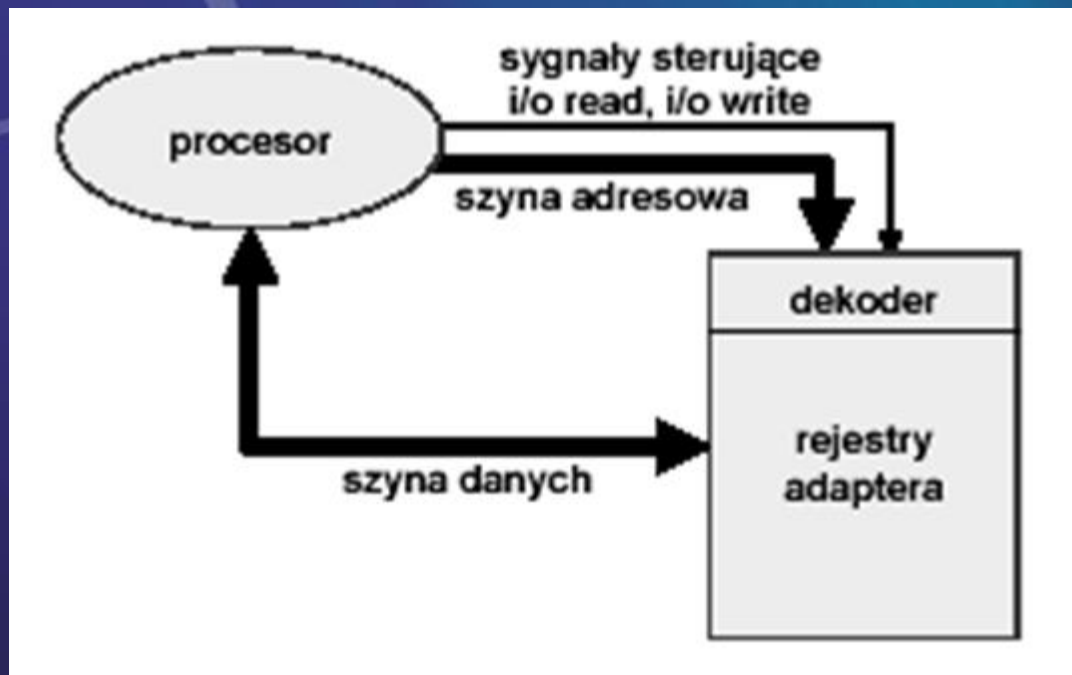 sygnały sterujące
i/o read, i/o write
procesor
szyna adresowa
dekoder
rejestry
adaptera
szyna danych